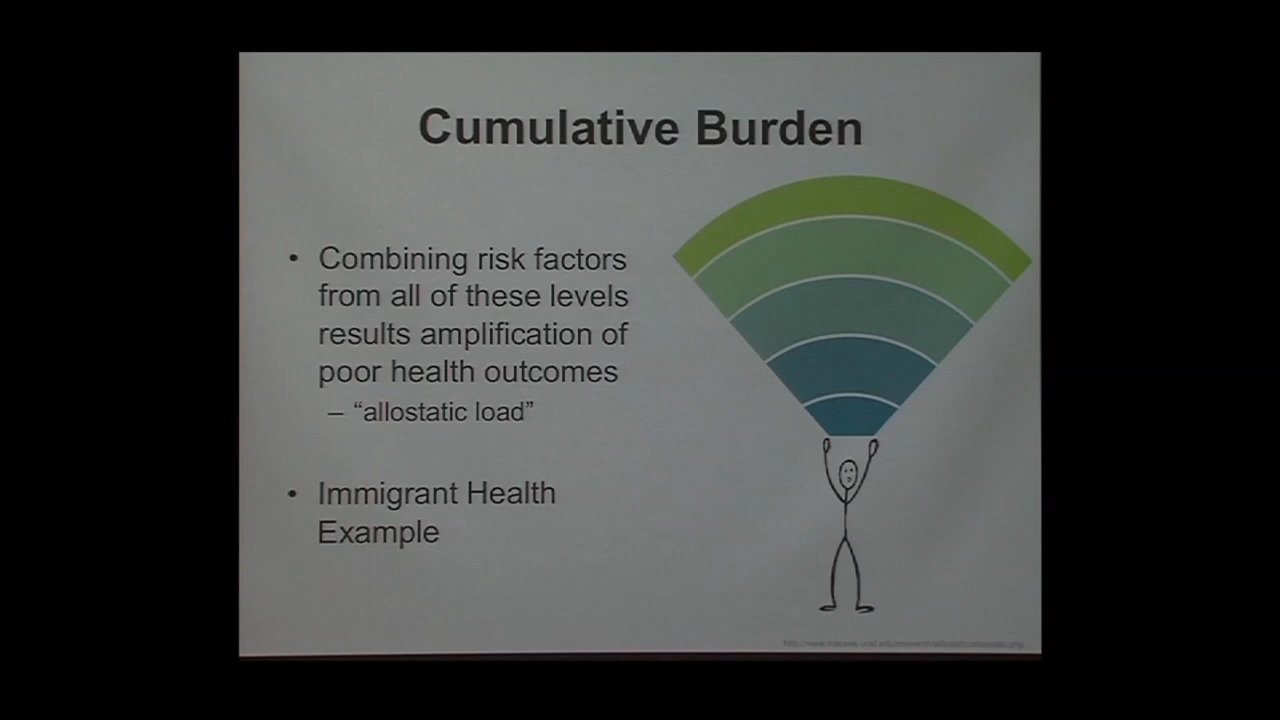 Cumulative Burden
• Combining risk factors
from all of these levels
results amplification of
poor health outcomes
– “allostatic load”
• Immigrant Health
Example